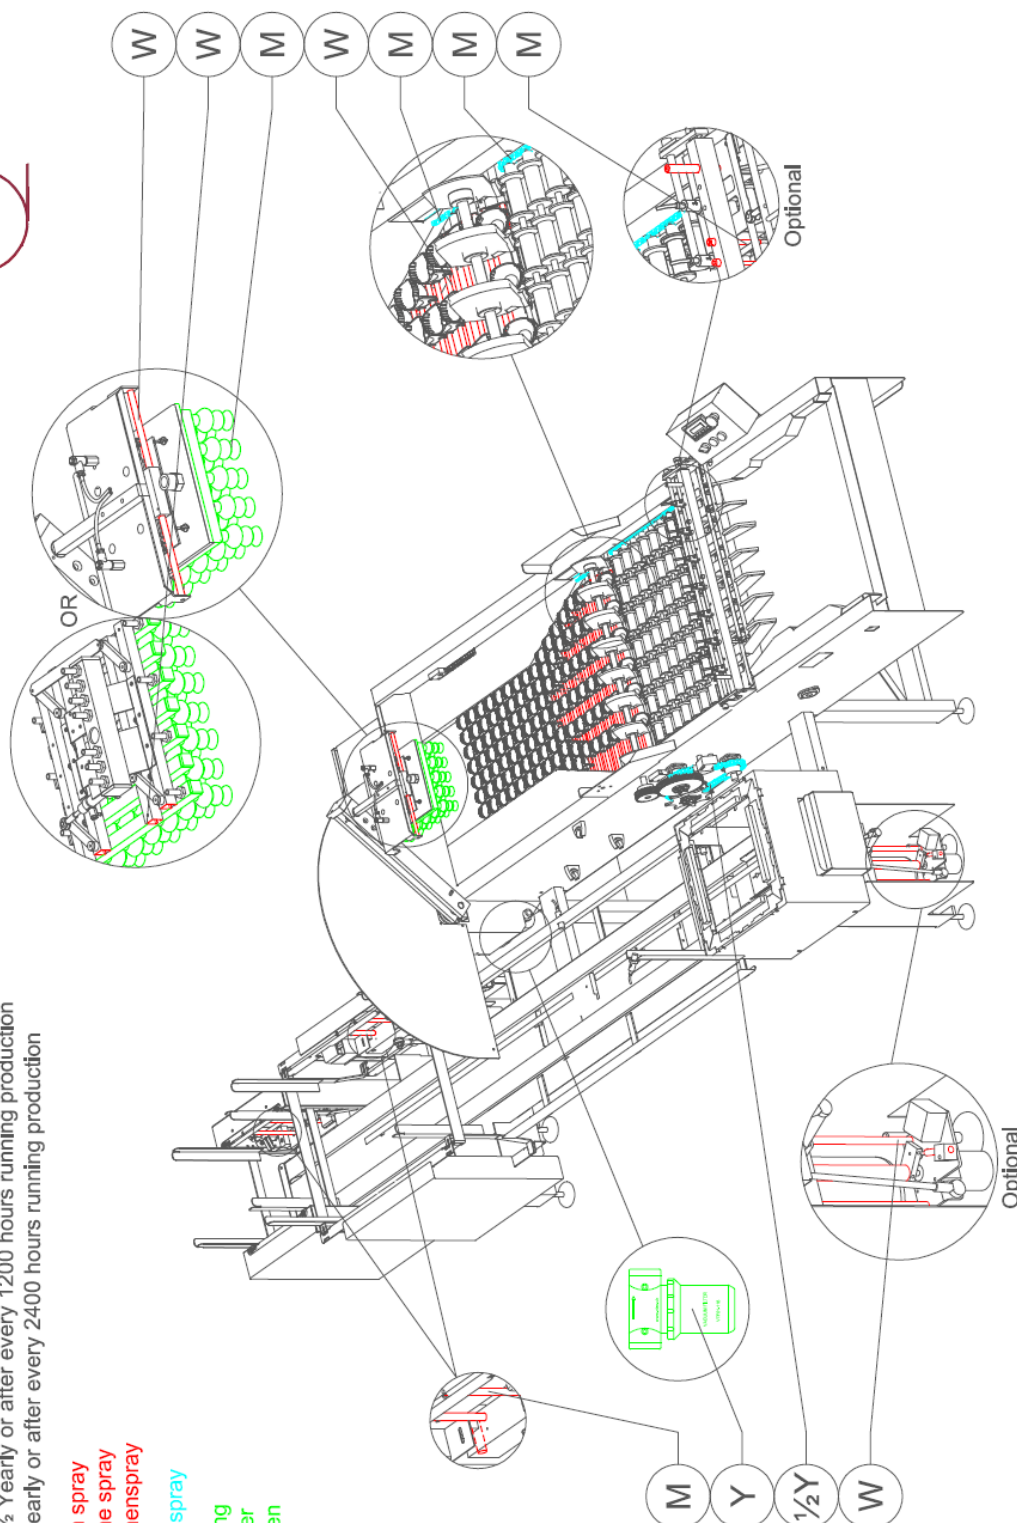 W
W
M
W
M
M
M
Optional
OR
½ Yearly or after every 1200 hours running production
early or after every 2400 hours running production
spray
e spray
enspray
spray
g
er
en
Optional
M
Y
½Y
W